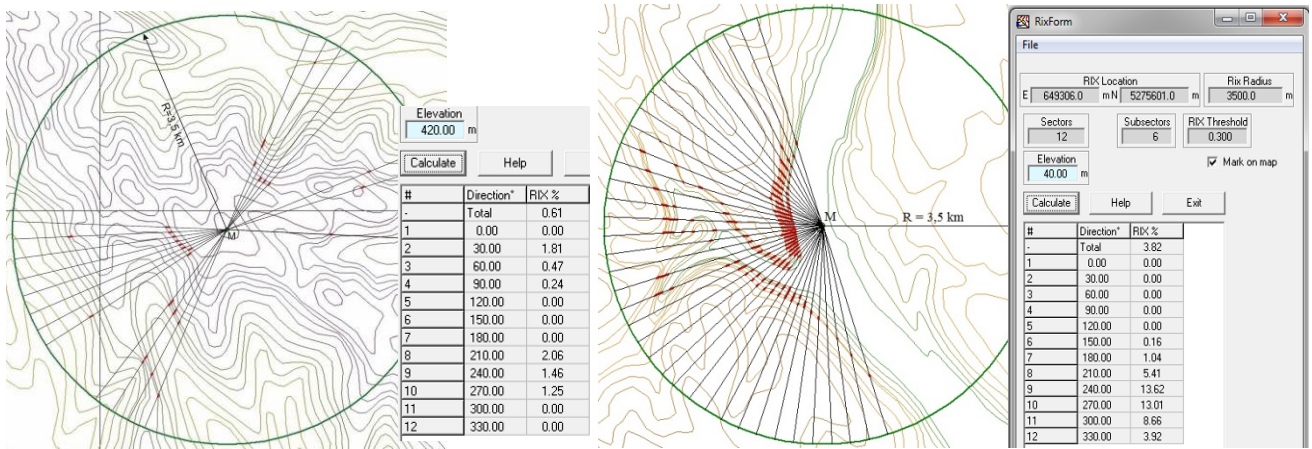 R=3,5 km
M
Elevation
420.00 m
Calculate Help
# Direction° RIX %
- Total 0.61
1 0.00 0.00
2 30.00 1.81
3 60.00 0.47
4 90.00 0.24
5 120.00 0.00
6 150.00 0.00
7 180.00 0.00
8 210.00 2.06
9 240.00 1.46
10 270.00 1.25
11 300.00 0.00
12 330.00 0.00
M
R = 3,5 km
RixForm
File
RIX Location Rix Radius
E 649306.0 m N 5275601.0 m 3500.0 m
Sectors Subsectors RIX Threshold
12 6 0.300
Elevation
40.00 m Mark on map
Calculate Help Exit
# Direction° RIX %
- Total 3.82
1 0.00 0.00
2 30.00 0.00
3 60.00 0.00
4 90.00 0.00
5 120.00 0.00
6 150.00 0.16
7 180.00 1.04
8 210.00 5.41
9 240.00 13.62
10 270.00 13.01
11 300.00 8.66
12 330.00 3.92